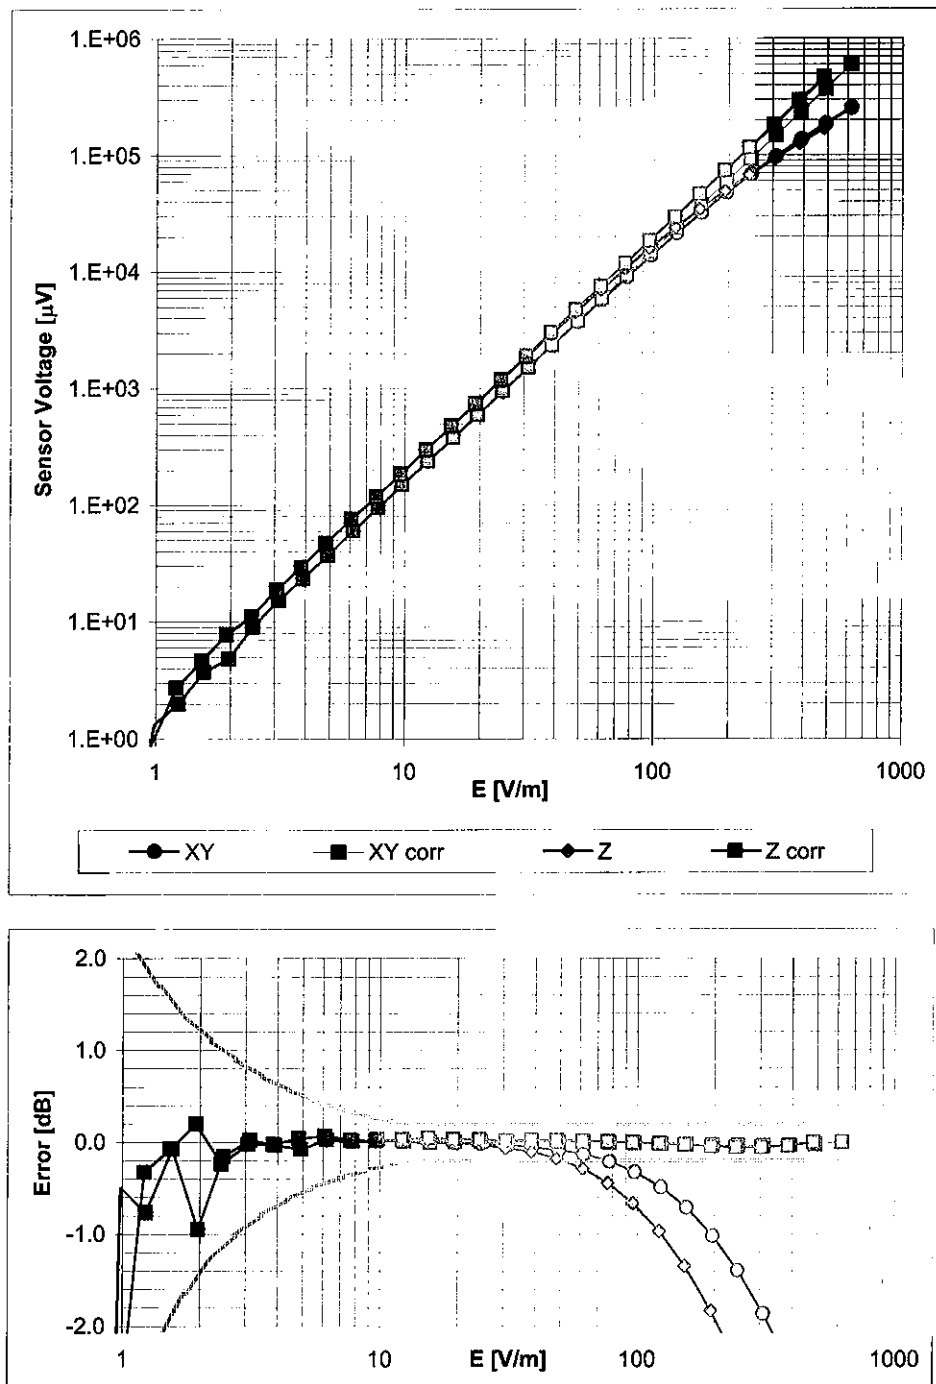 1.E+06
1.E+05
1.E+04
1.E+03
1.E+02
1.E+01
1.E+00
Sensor Voltage [µV]
1 10 100 1000
E [V/m]
XY XY corr Z Z corr
2.0
1.0
0.0
-1.0
-2.0
Error [dB]
1 10 E [V/m] 100 1000